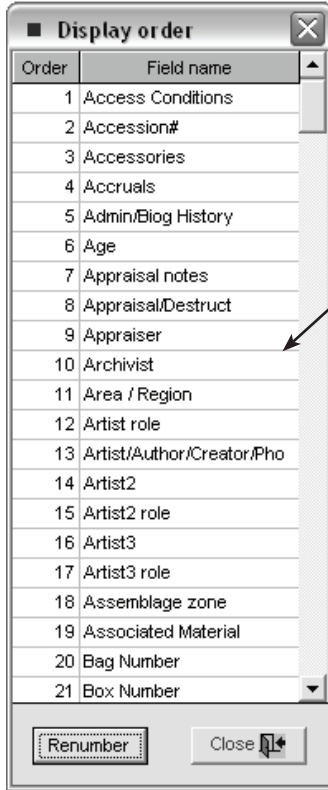 Display order
Order Field name
1 Access Conditions
2 Accession#
3 Accessories
4 Accruals
5 Admin/Biog History
6 Age
7 Appraisal notes
8 Appraisal/Destruct
9 Appraiser
10 Archivist
11 Area / Region
12 Artist role
13 Artist/Author/Creator/Pho
14 Artist2
15 Artist2 role
16 Artist3
17 Artist3 role
18 Assemblage zone
19 Associated Material
20 Bag Number
21 Box Number
Renumber Close